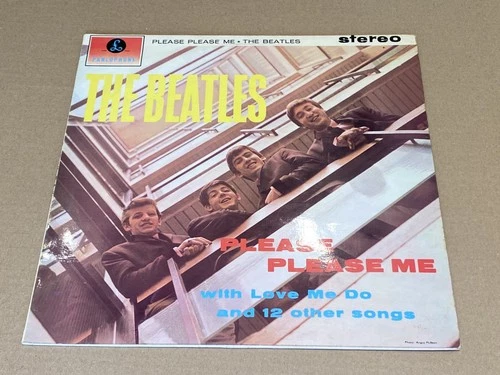 PLEASE PLEASE ME • THE BEATLES
stereo
PARLOPHONE
THE BEATLES
PLEASE
PLEASE ME
with Love Me Do
and 12 other songs